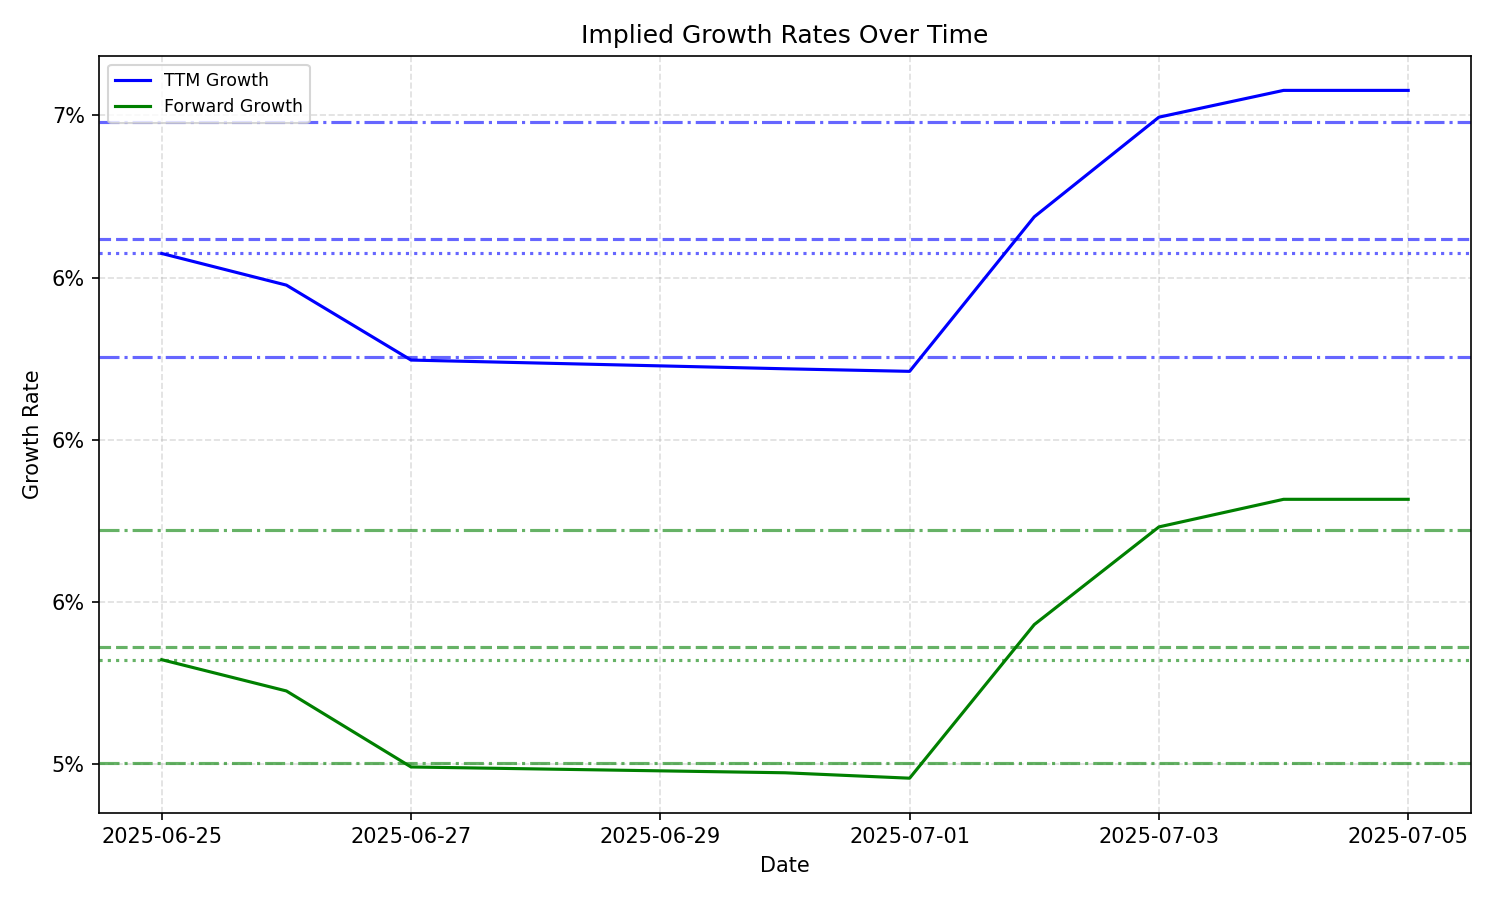 Implied Growth Rates Over Time
TTM Growth
Forward Growth
7%
6%
6%
6%
5%
Growth Rate
2025-06-25
2025-06-27
2025-06-29
2025-07-01
2025-07-03
2025-07-05
Date